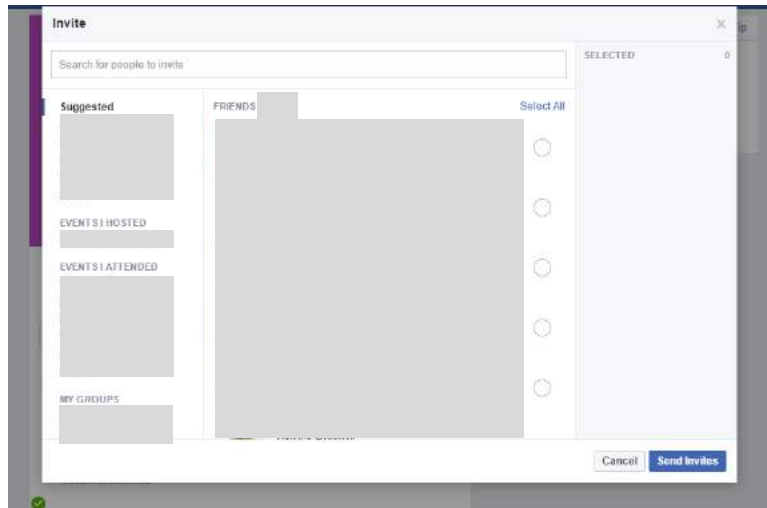 Invite
Search for people to invite
SELECTED 0
Suggested
FRIENDS
Select All
EVENTS I HOSTED
EVENTS I ATTENDED
MY GROUPS
Cancel
Send Invites